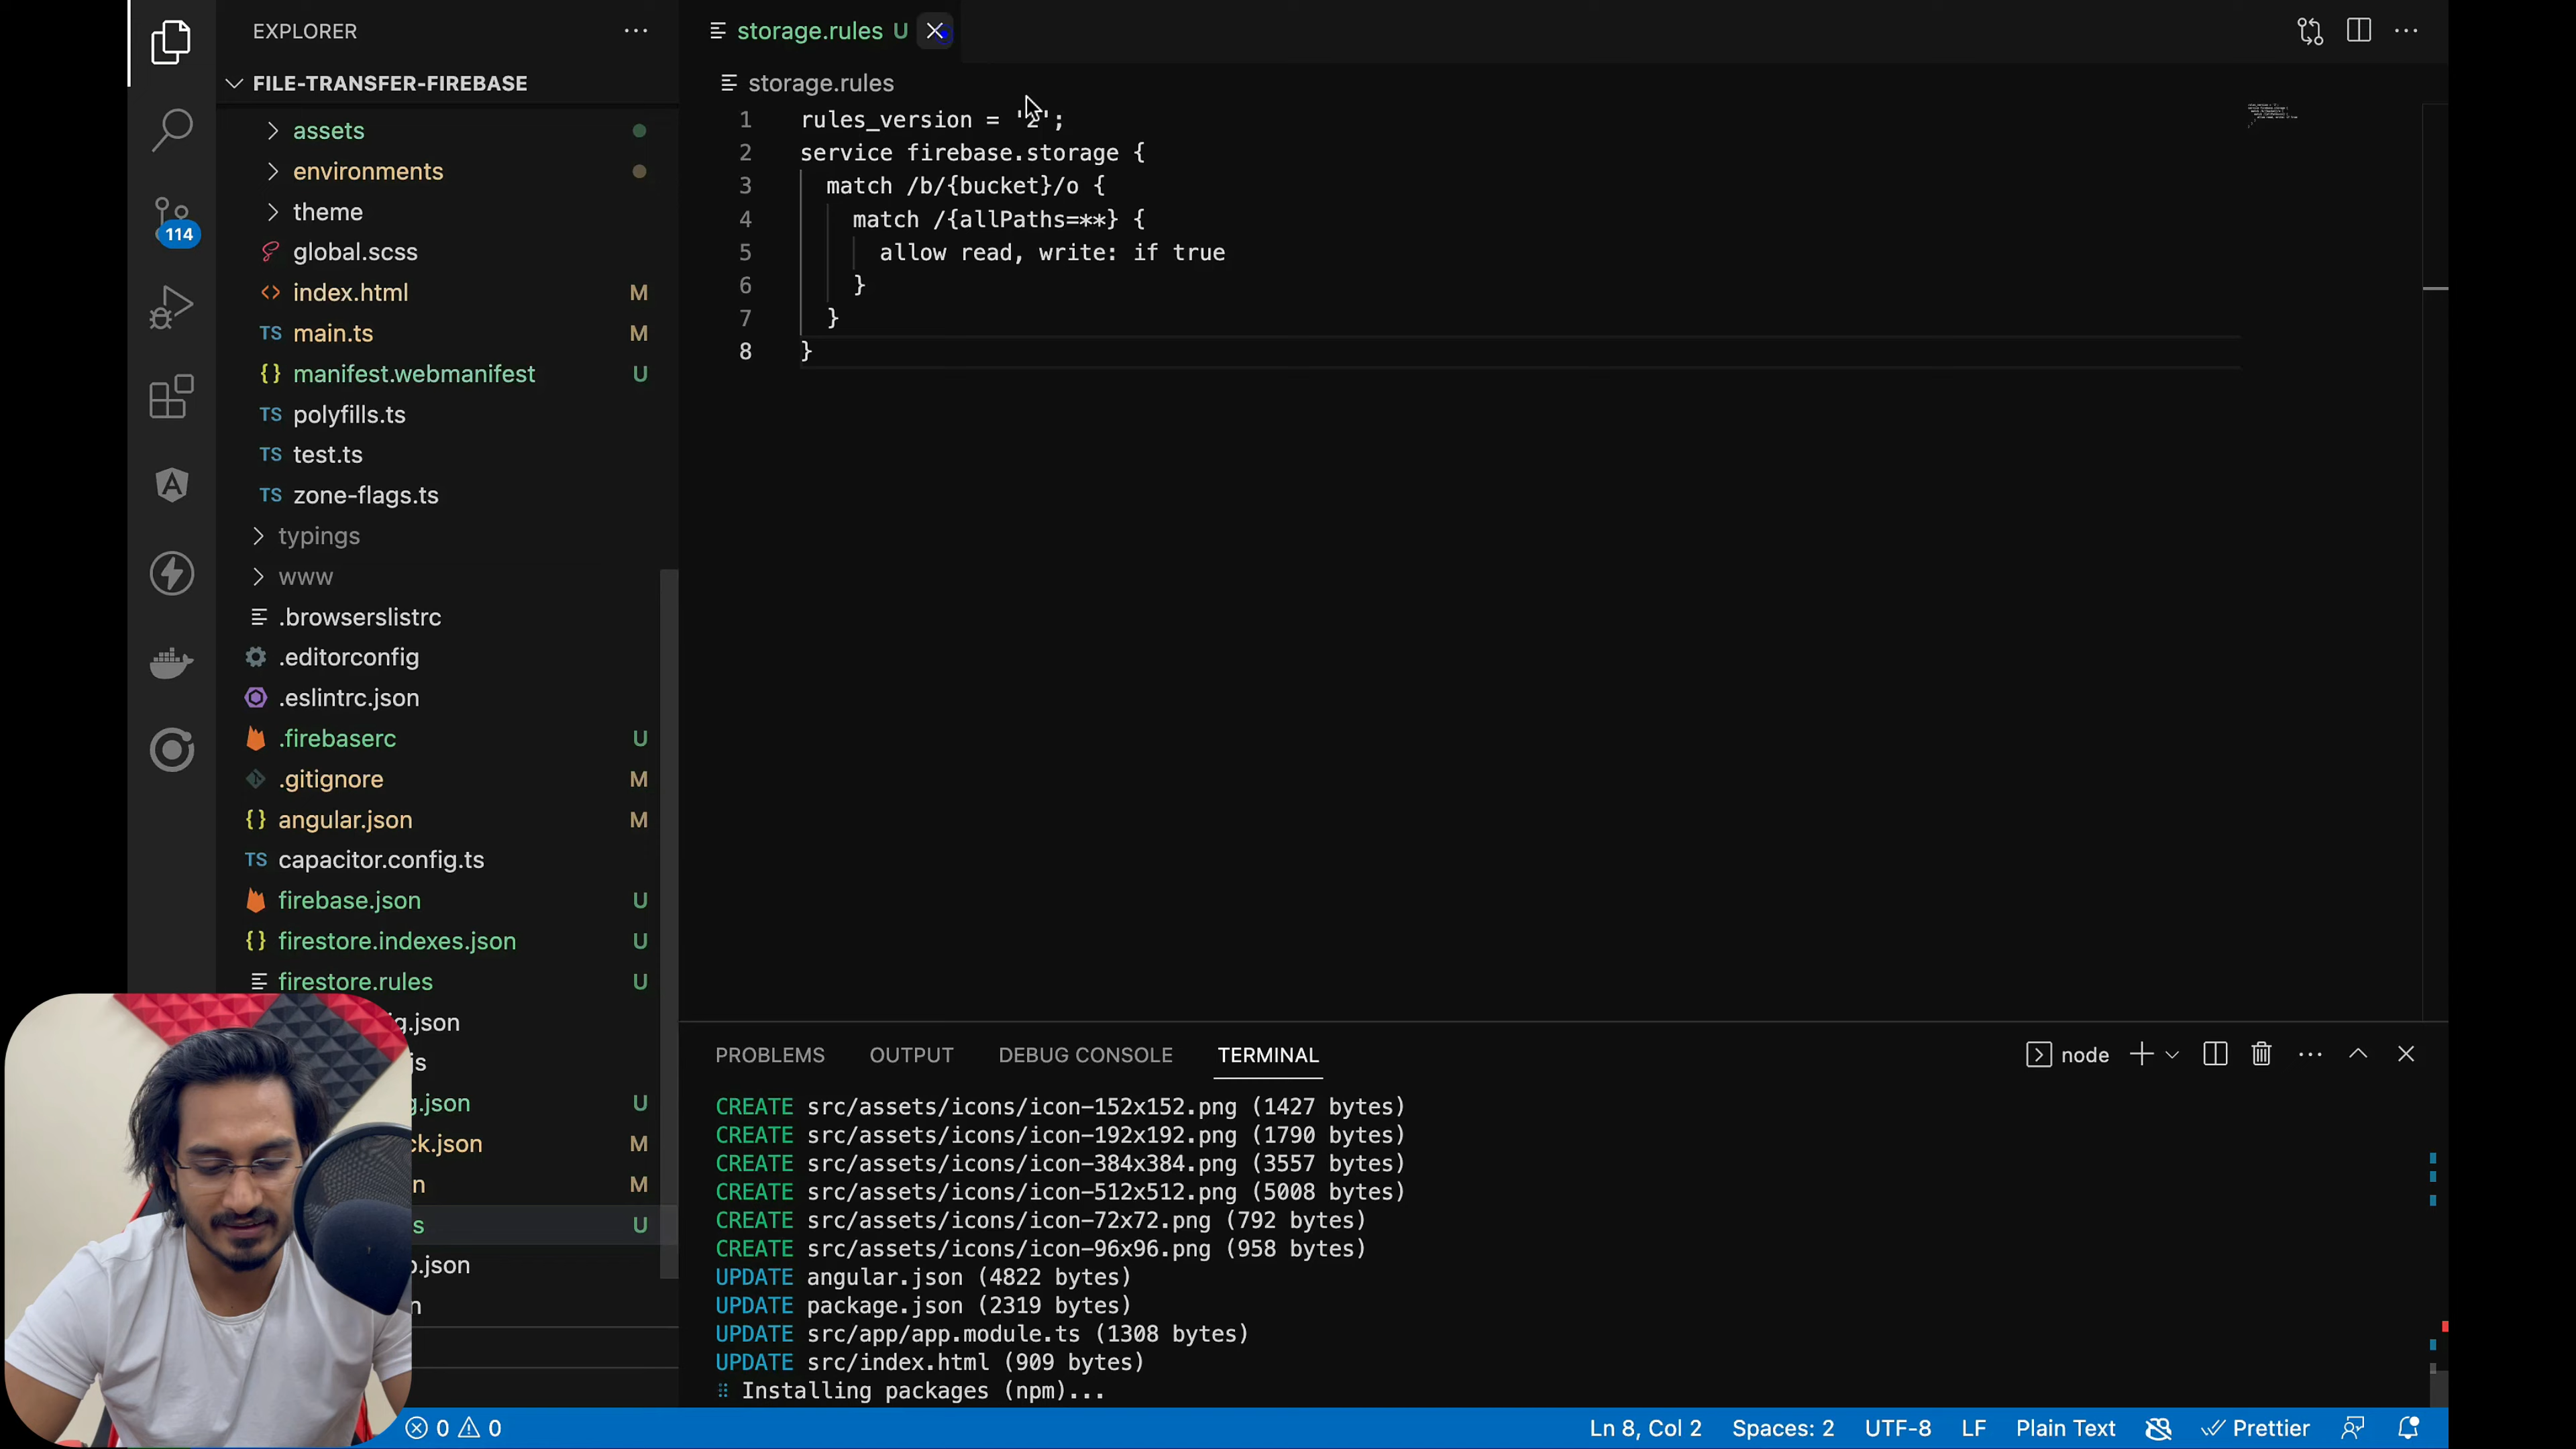 EXPLORER
FILE-TRANSFER-FIREBASE
assets
environments
theme
global.scss
index.html M
main.ts M
manifest.webmanifest U
polyfills.ts
test.ts
zone-flags.ts
typings
www
.browserslistrc
.editorconfig
.eslintrc.json
.firebaserc U
.gitignore M
angular.json M
capacitor.config.ts
firebase.json U
firestore.indexes.json U
firestore.rules U
g.json
js
g.json U
ck.json M
n M
s U
.json
n
114
storage.rules U
storage.rules
1 rules_version = '2';
2 service firebase.storage {
3 match /b/{bucket}/o {
4 match /{allPaths=**} {
5 allow read, write: if true
6 }
7 }
8 }
PROBLEMS OUTPUT DEBUG CONSOLE TERMINAL node
CREATE src/assets/icons/icon-152x152.png (1427 bytes)
CREATE src/assets/icons/icon-192x192.png (1790 bytes)
CREATE src/assets/icons/icon-384x384.png (3557 bytes)
CREATE src/assets/icons/icon-512x512.png (5008 bytes)
CREATE src/assets/icons/icon-72x72.png (792 bytes)
CREATE src/assets/icons/icon-96x96.png (958 bytes)
UPDATE angular.json (4822 bytes)
UPDATE package.json (2319 bytes)
UPDATE src/app/app.module.ts (1308 bytes)
UPDATE src/index.html (909 bytes)
Installing packages (npm)...
0 0 Ln 8, Col 2 Spaces: 2 UTF-8 LF Plain Text Prettier